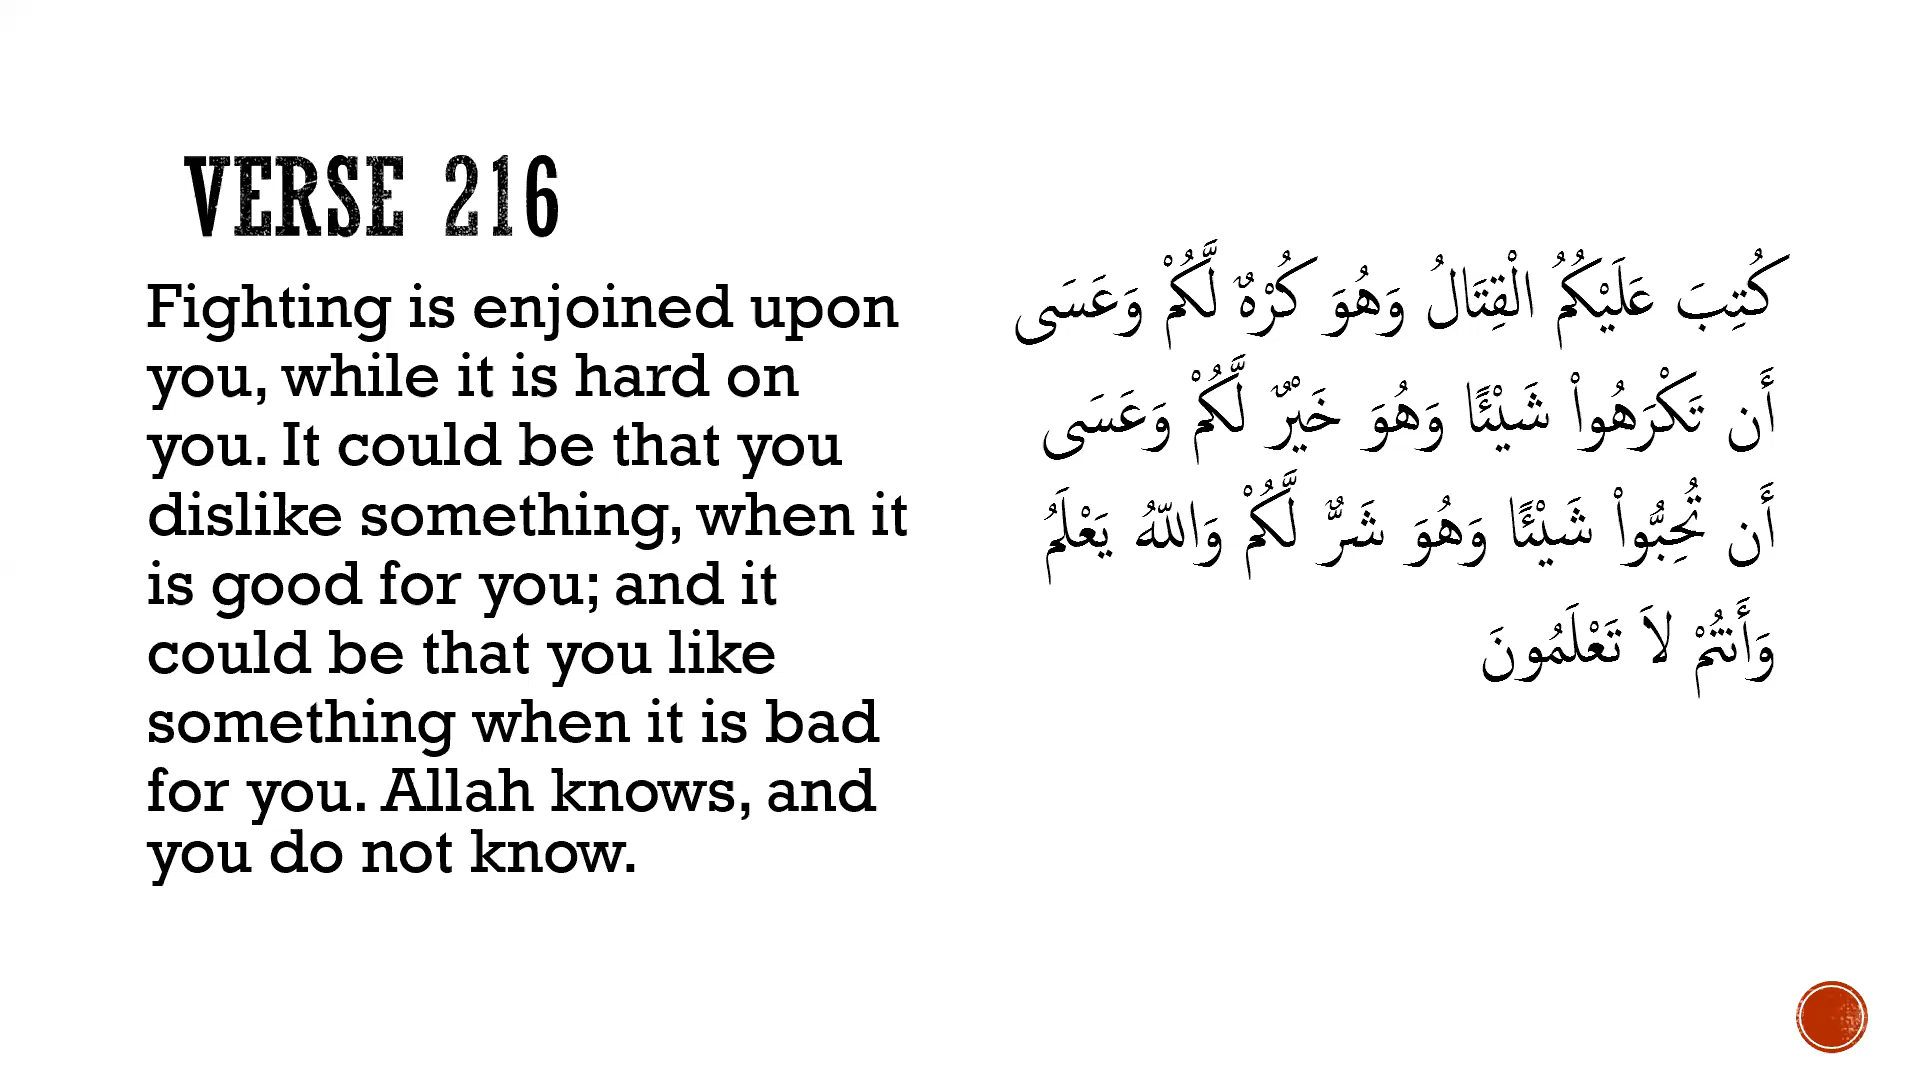 VERSE 216
Fighting is enjoined upon
you, while it is hard on
you. It could be that you
dislike something, when it
is good for you; and it
could be that you like
something when it is bad
for you. Allah knows, and
you do not know.
كُتِبَ عَلَيْكُمُ الْقِتَالُ وَهُوَ كُرْهٌ لَّكُمْ وَعَسَى
أَن تَكْرَهُواْ شَيْئًا وَهُوَ خَيْرٌ لَّكُمْ وَعَسَى
أَن تُحِبُّواْ شَيْئًا وَهُوَ شَرٌّ لَّكُمْ وَاللّهُ يَعْلَمُ
وَأَنتُمْ لاَ تَعْلَمُونَ